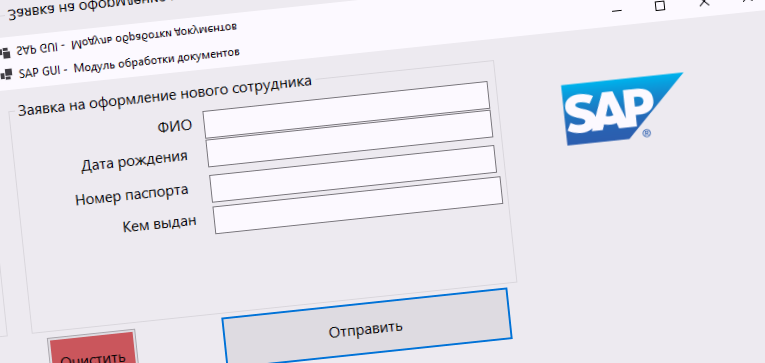 Заявка на оформление
SAP GUI - Модуль обработки документов
SAP GUI - Модуль обработки документов
Заявка на оформление нового сотрудника
ФИО
Дата рождения
Номер паспорта
Кем выдан
SAP ®
Отправить
Очистить